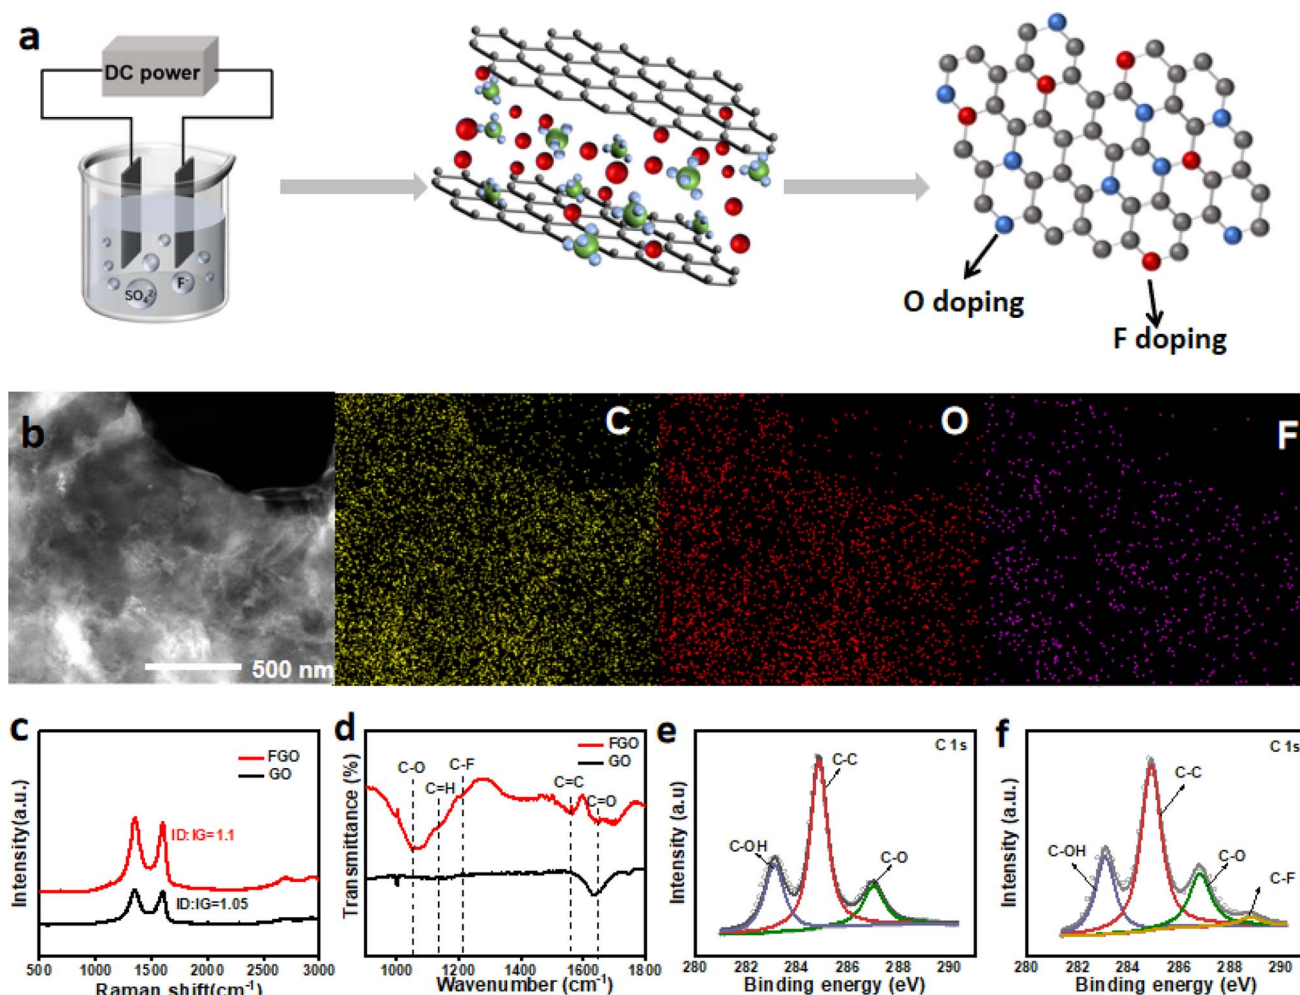 a
DC power
SO₄²⁻
F⁻
O doping
F doping
b
500 nm
C
O
F
c
Intensity(a.u.)
FGO
GO
ID:IG=1.1
ID:IG=1.05
500 1000 1500 2000 2500 3000
Raman shift(cm⁻¹)
d
Transmittance (%)
FGO
GO
C-O
C=H
C-F
C=C
C=O
1000 1200 1400 1600 1800
Wavenumber (cm⁻¹)
e
Intensity (a.u)
C 1s
C-C
C-OH
C-O
280 282 284 286 288 290
Binding energy (eV)
f
Intensity (a.u.)
C 1s
C-C
C-OH
C-O
C-F
280 282 284 286 288 290
Binding energy (eV)